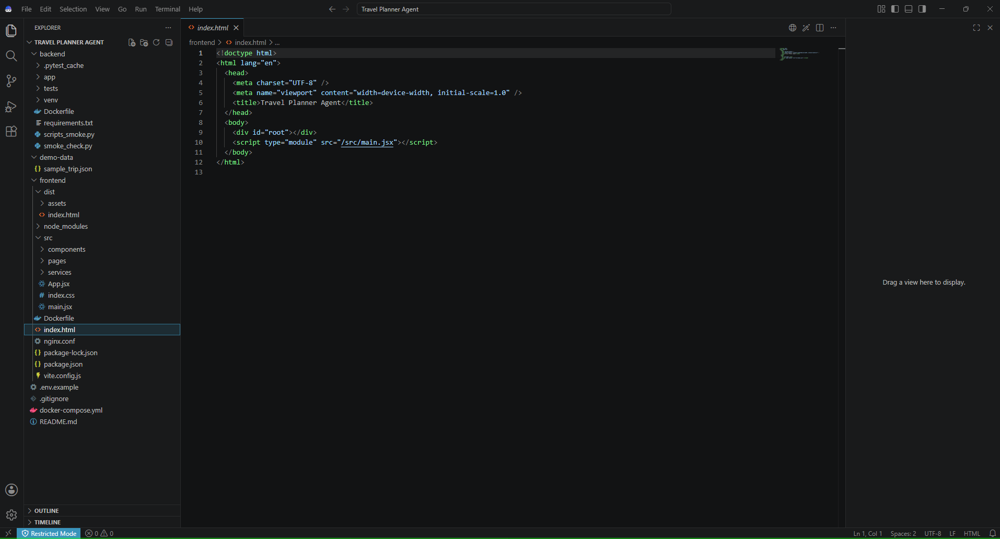 File Edit Selection View Go Run Terminal Help
Travel Planner Agent
EXPLORER
TRAVEL PLANNER AGENT
backend
.pytest_cache
app
tests
venv
Dockerfile
requirements.txt
scripts_smoke.py
smoke_check.py
demo-data
sample_trip.json
frontend
dist
assets
index.html
node_modules
src
components
pages
services
App.jsx
index.css
main.jsx
Dockerfile
index.html
nginx.conf
package-lock.json
package.json
vite.config.js
.env.example
.gitignore
docker-compose.yml
README.md
OUTLINE
TIMELINE
index.html
frontend > index.html > ...
1 <!doctype html>
2 <html lang="en">
3 <head>
4 <meta charset="UTF-8" />
5 <meta name="viewport" content="width=device-width, initial-scale=1.0" />
6 <title>Travel Planner Agent</title>
7 </head>
8 <body>
9 <div id="root"></div>
10 <script type="module" src="/src/main.jsx"></script>
11 </body>
12 </html>
13
Drag a view here to display.
Restricted Mode 0 0
Ln 1, Col 1 Spaces: 2 UTF-8 LF HTML